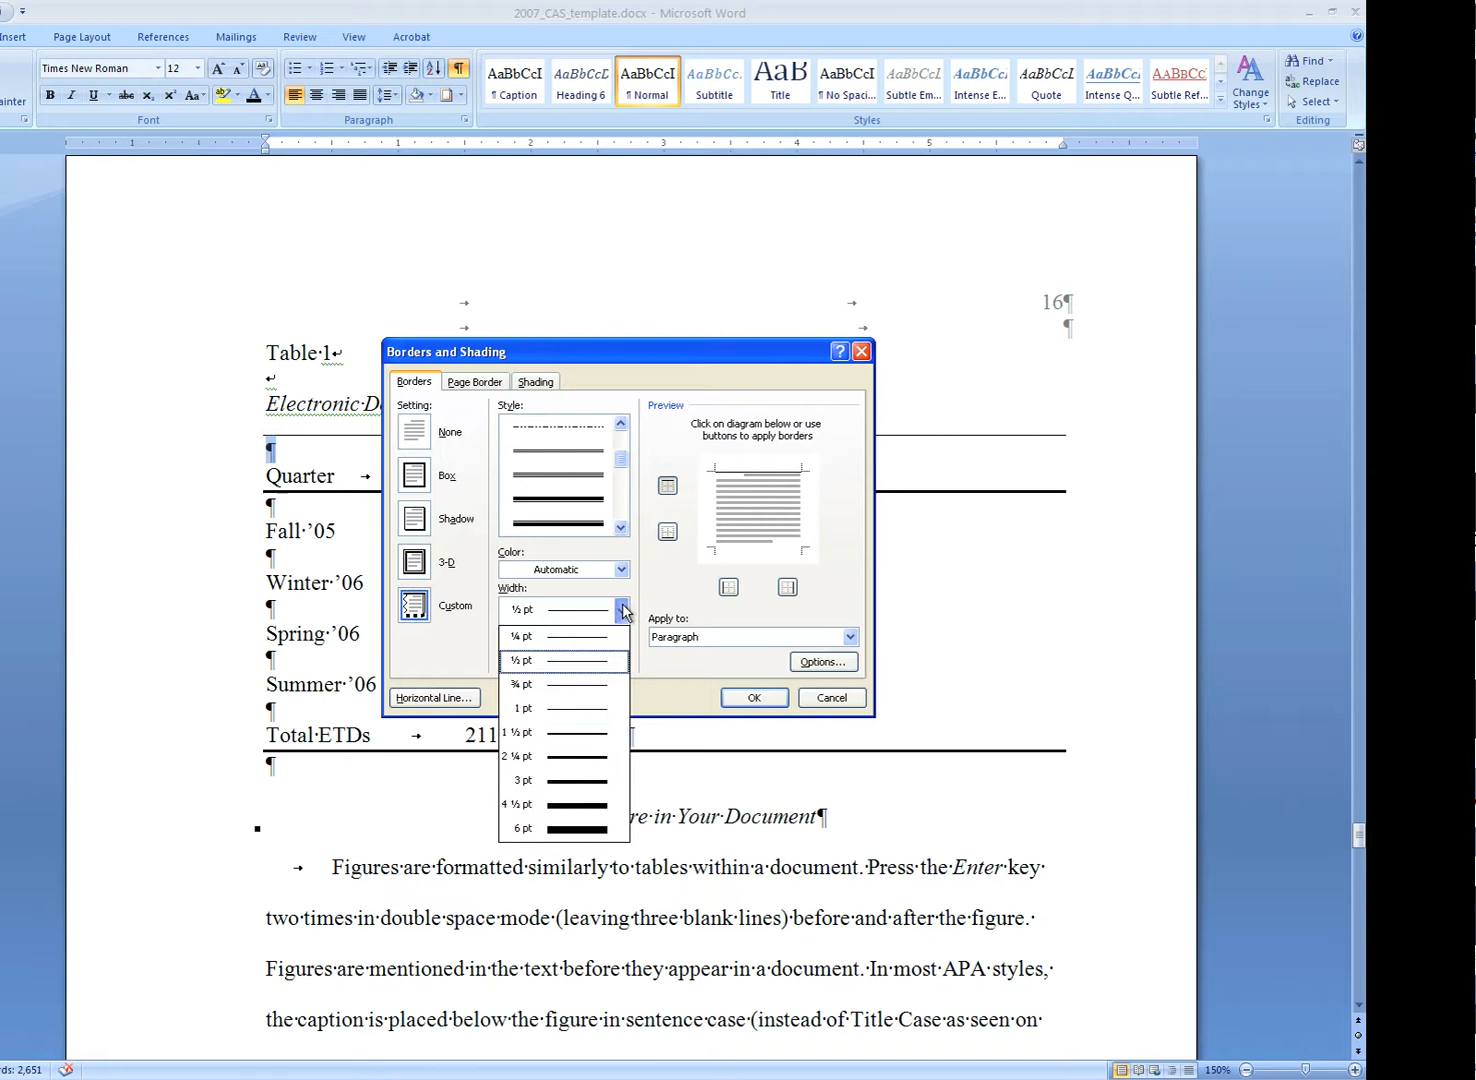 2007_CAS_template.docx - Microsoft Word
Insert Page Layout References Mailings Review View Acrobat
Times New Roman 12
AaBbCcI AaBbCcD AaBbCcI AaBbCc. AaB AaBbCcI AaBbCcI AaBbCcI AaBbCcI AaBbCcI AABBCC
¶ Caption Heading 6 ¶ Normal Subtitle Title ¶ No Spaci... Subtle Em... Intense E... Quote Intense Q... Subtle Ref...
Change Styles
Find
Replace
Select
ainter
Font Paragraph Styles Editing
1 1 2 3 4 5
16¶
¶
Table·1
Electronic·D
¶
Quarter
¶
Fall·’05
¶
Winter·’06
¶
Spring·’06
¶
Summer·’06
¶
Total·ETDs 211 ¶
¶
Borders and Shading
Borders Page Border Shading
Setting:
None
Box
Shadow
3-D
Custom
Horizontal Line...
Style:
Color:
Automatic
Width:
½ pt
¼ pt
½ pt
¾ pt
1 pt
1 ½ pt
2 ¼ pt
3 pt
4 ½ pt
6 pt
Preview
Click on diagram below or use
buttons to apply borders
Apply to:
Paragraph
Options...
OK Cancel
re·in·Your·Document¶
Figures·are·formatted·similarly·to·tables·within·a·document.·Press·the·Enter·key·
two·times·in·double·space·mode·(leaving·three·blank·lines)·before·and·after·the·figure.·
Figures·are·mentioned·in·the·text·before·they·appear·in·a·document.·In·most·APA·styles,·
the·caption·is·placed·below·the·figure·in·sentence·case·(instead·of·Title·Case·as·seen·on·
rds: 2,651 150%